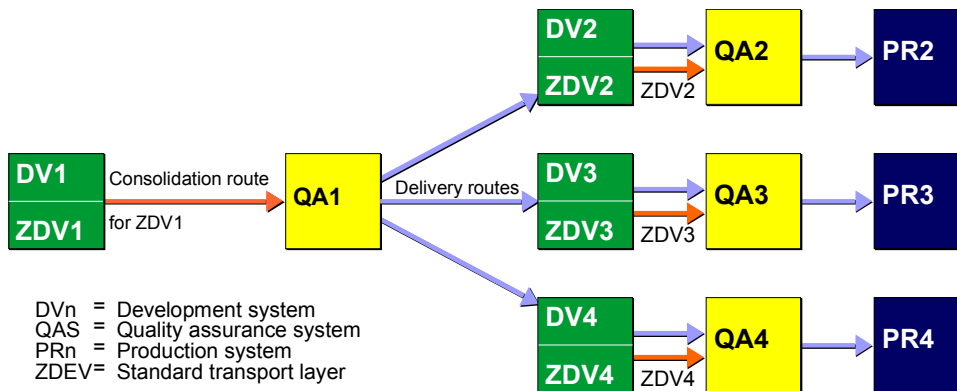 DV2
ZDV2
ZDV2
QA2
PR2
DV1
ZDV1
Consolidation route
for ZDV1
QA1
Delivery routes
DV3
ZDV3
ZDV3
QA3
PR3
DV4
ZDV4
ZDV4
QA4
PR4
DVn = Development system
QAS = Quality assurance system
PRn = Production system
ZDEV= Standard transport layer